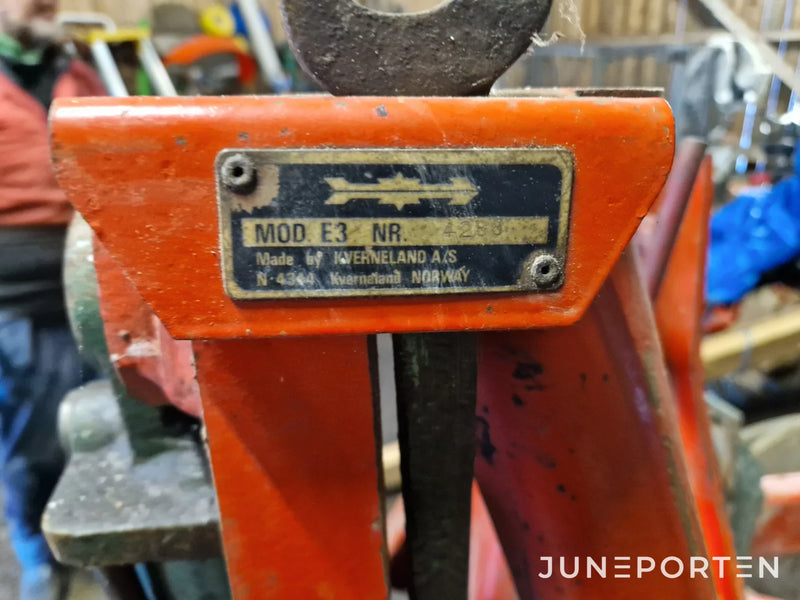 MOD. E3 NR. 4288
Made by KVERNELAND A/S
N-4344 Kverneland NORWAY
JUNEPORTEN